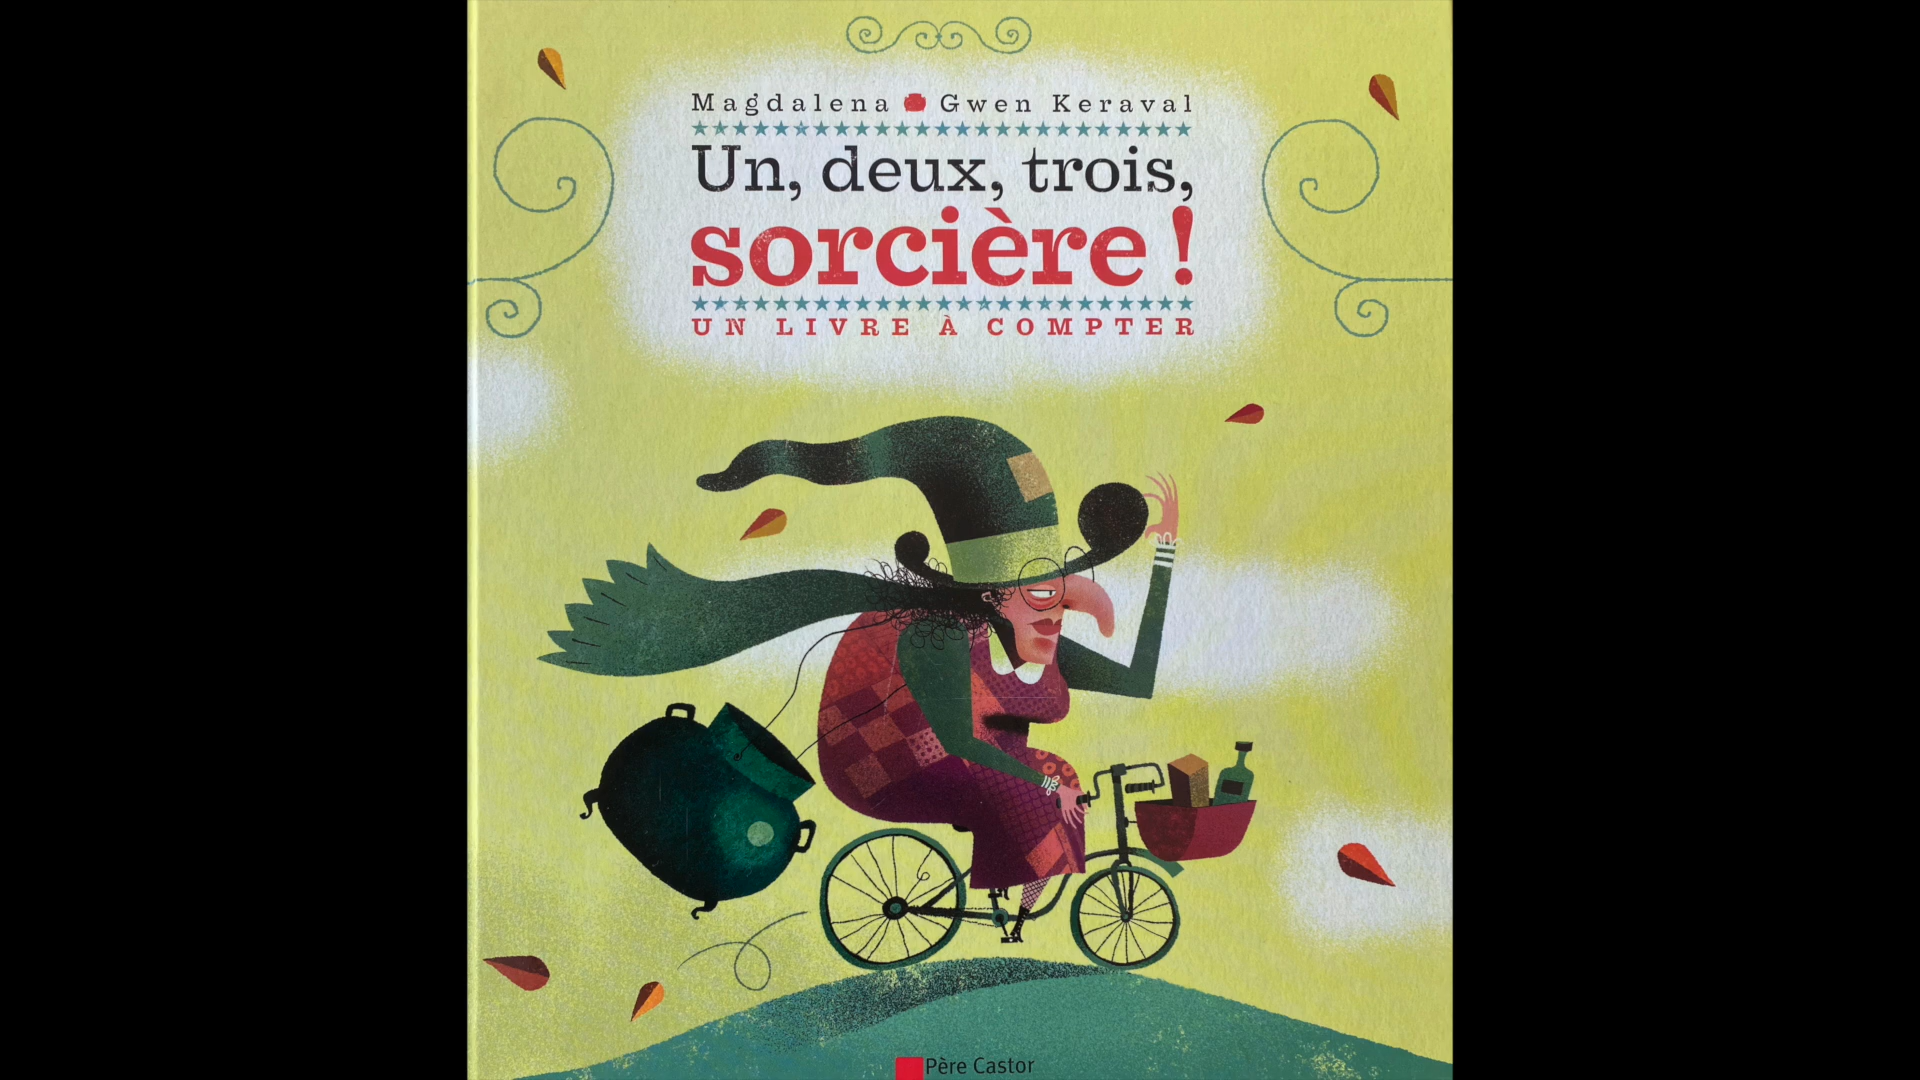 Magdalena Gwen Keraval
Un, deux, trois,
sorcière !
UN LIVRE À COMPTER
Père Castor